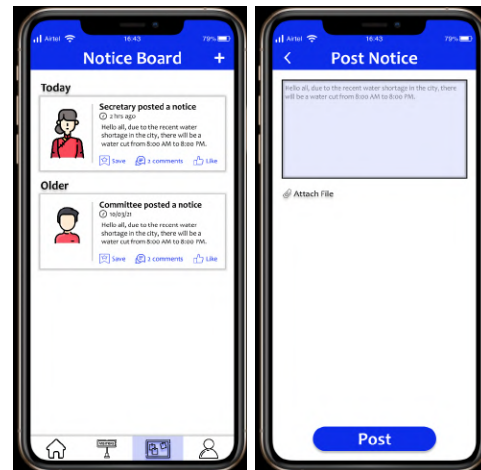 Airtel 16:43 79%
Notice Board +
Today
Secretary posted a notice
2 hrs ago
Hello all, due to the recent water
shortage in the city, there will be a
water cut from 8:00 AM to 8:00 PM.
Save 2 comments Like
Older
Committee posted a notice
10/03/21
Hello all, due to the recent water
shortage in the city, there will be a
water cut from 8:00 AM to 8:00 PM.
Save 2 comments Like
Airtel 16:43 79%
Post Notice
Hello all, due to the recent water shortage in the city, there
will be a water cut from 8:00 AM to 8:00 PM.
Attach File
Post